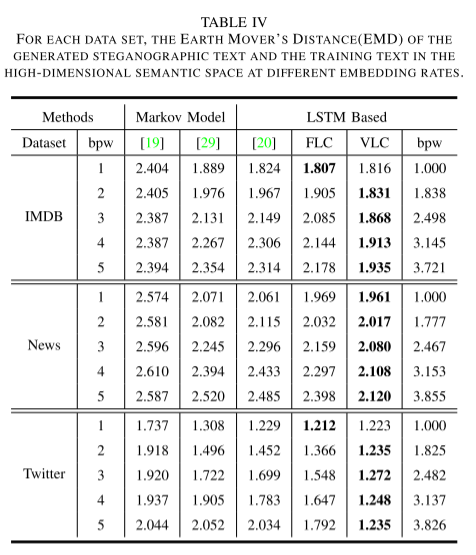 TABLE IV
FOR EACH DATA SET, THE EARTH MOVER'S DISTANCE(EMD) OF THE
GENERATED STEGANOGRAPHIC TEXT AND THE TRAINING TEXT IN THE
HIGH-DIMENSIONAL SEMANTIC SPACE AT DIFFERENT EMBEDDING RATES.
Methods Markov Model LSTM Based
Dataset bpw [19] [29] [20] FLC VLC bpw
1 2.404 1.889 1.824 1.807 1.816 1.000
2 2.405 1.976 1.967 1.905 1.831 1.838
IMDB 3 2.387 2.131 2.149 2.085 1.868 2.498
4 2.387 2.267 2.306 2.144 1.913 3.145
5 2.394 2.354 2.314 2.178 1.935 3.721
1 2.574 2.071 2.061 1.969 1.961 1.000
2 2.581 2.082 2.115 2.032 2.017 1.777
News 3 2.596 2.245 2.296 2.159 2.080 2.467
4 2.610 2.394 2.433 2.297 2.108 3.153
5 2.587 2.520 2.485 2.398 2.120 3.855
1 1.737 1.308 1.229 1.212 1.223 1.000
2 1.918 1.496 1.452 1.366 1.235 1.825
Twitter 3 1.920 1.722 1.699 1.548 1.272 2.482
4 1.937 1.905 1.783 1.647 1.248 3.137
5 2.044 2.052 2.034 1.792 1.235 3.826